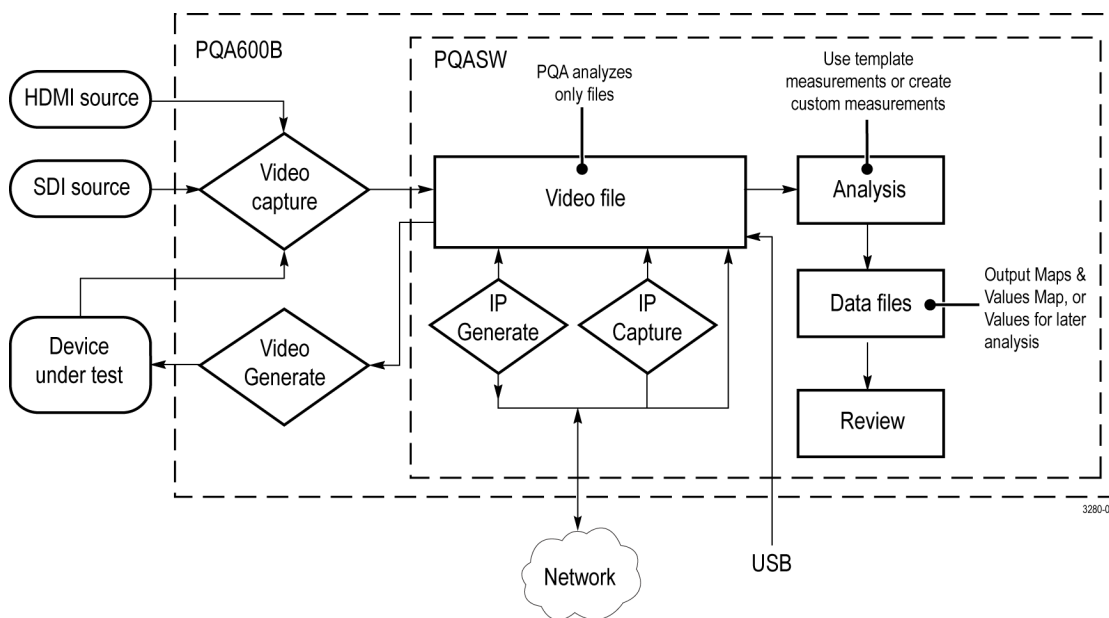 PQA600B
PQASW
HDMI source
SDI source
Video
capture
PQA analyzes
only files
Use template
measurements or create
custom measurements
Video file
Analysis
IP
Generate
IP
Capture
Data files
Output Maps &
Values Map, or
Values for later
analysis
Device
under test
Video
Generate
Review
3280-0
USB
Network